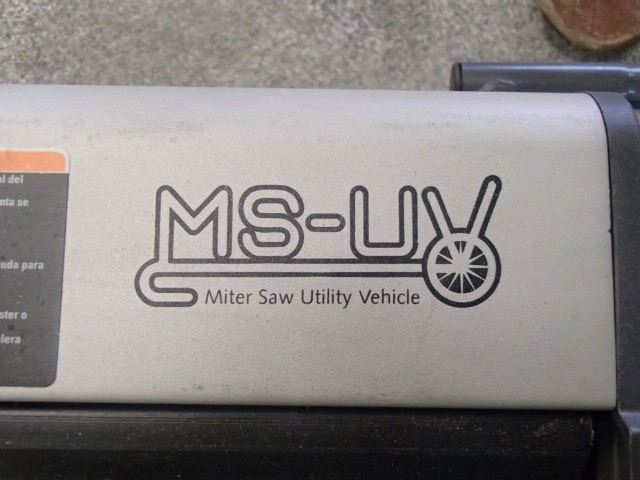 al del
nta se
uda para
ster o
lera
MS-UV
Miter Saw Utility Vehicle